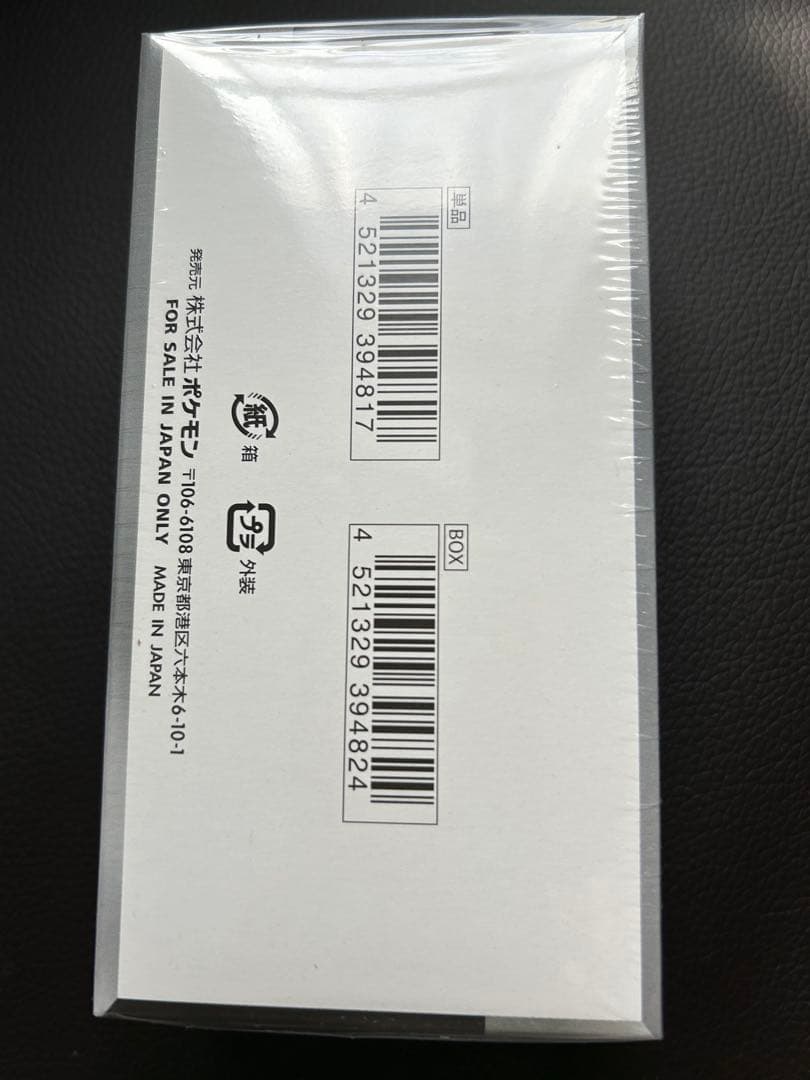 単品
4 521329 394817
BOX
4 521329 394824
紙 箱
プラ 外装
発売元 株式会社 ポケモン 〒106-6108 東京都港区六本木6-10-1
FOR SALE IN JAPAN ONLY MADE IN JAPAN